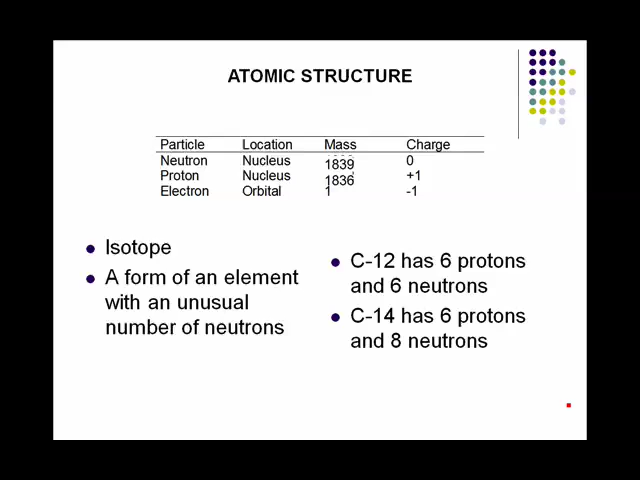 ATOMIC STRUCTURE
Particle Location Mass Charge
Neutron Nucleus 1839 0
Proton Nucleus 1836 +1
Electron Orbital 1 -1
Isotope
A form of an element
with an unusual
number of neutrons
C-12 has 6 protons
and 6 neutrons
C-14 has 6 protons
and 8 neutrons